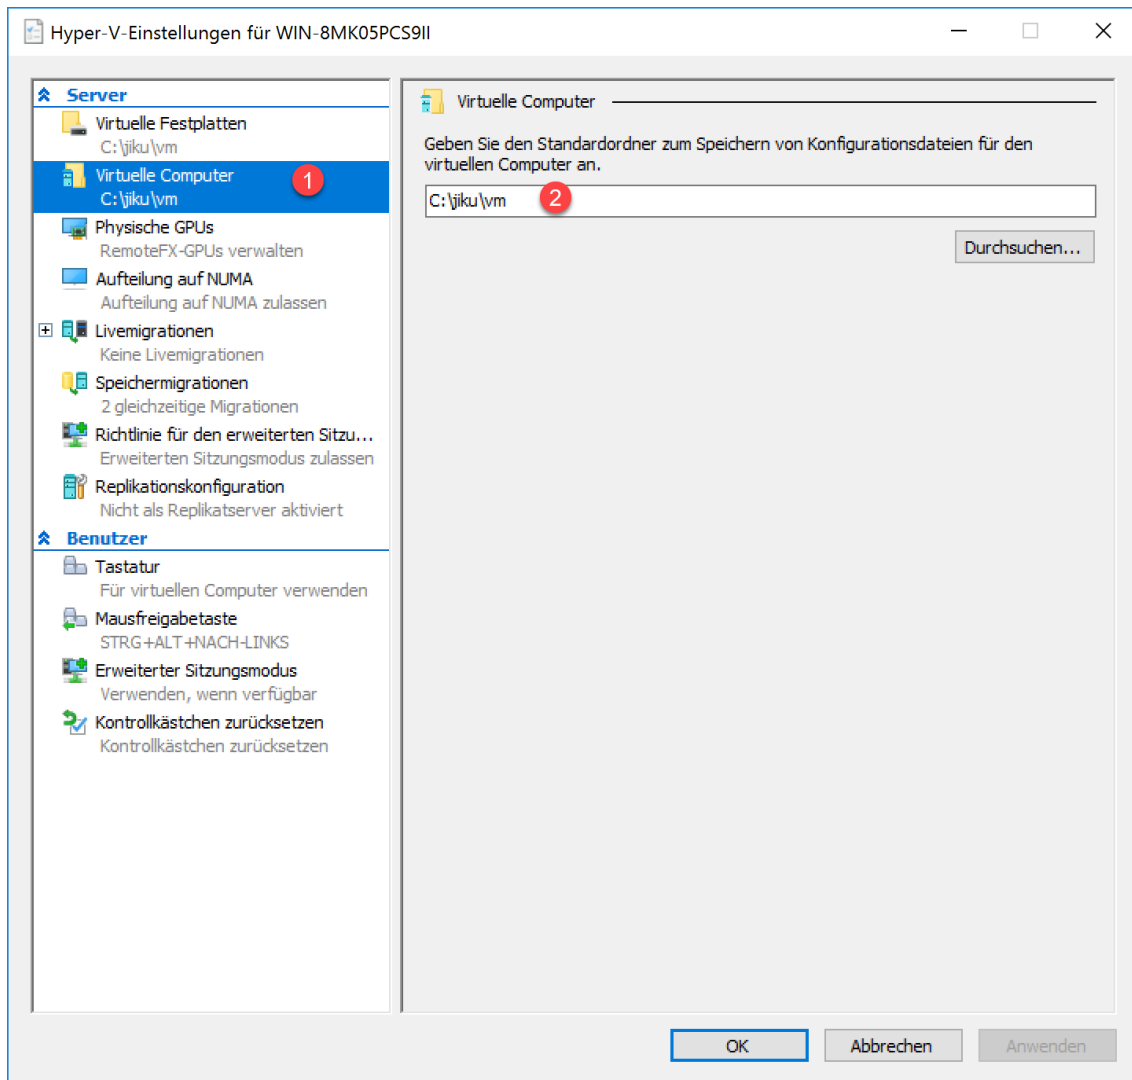 Hyper-V-Einstellungen für WIN-8MK05PCS9II
Server
Virtuelle Festplatten
C:\jiku\vm
Virtuelle Computer
C:\jiku\vm
1
Physische GPUs
RemoteFX-GPUs verwalten
Aufteilung auf NUMA
Aufteilung auf NUMA zulassen
Livemigrationen
Keine Livemigrationen
Speichermigrationen
2 gleichzeitige Migrationen
Richtlinie für den erweiterten Sitzu...
Erweiterten Sitzungsmodus zulassen
Replikationskonfiguration
Nicht als Replikatserver aktiviert
Benutzer
Tastatur
Für virtuellen Computer verwenden
Mausfreigabetaste
STRG+ALT+NACH-LINKS
Erweiterter Sitzungsmodus
Verwenden, wenn verfügbar
Kontrollkästchen zurücksetzen
Kontrollkästchen zurücksetzen
Virtuelle Computer
Geben Sie den Standardordner zum Speichern von Konfigurationsdateien für den
virtuellen Computer an.
C:\jiku\vm
2
Durchsuchen...
OK
Abbrechen
Anwenden